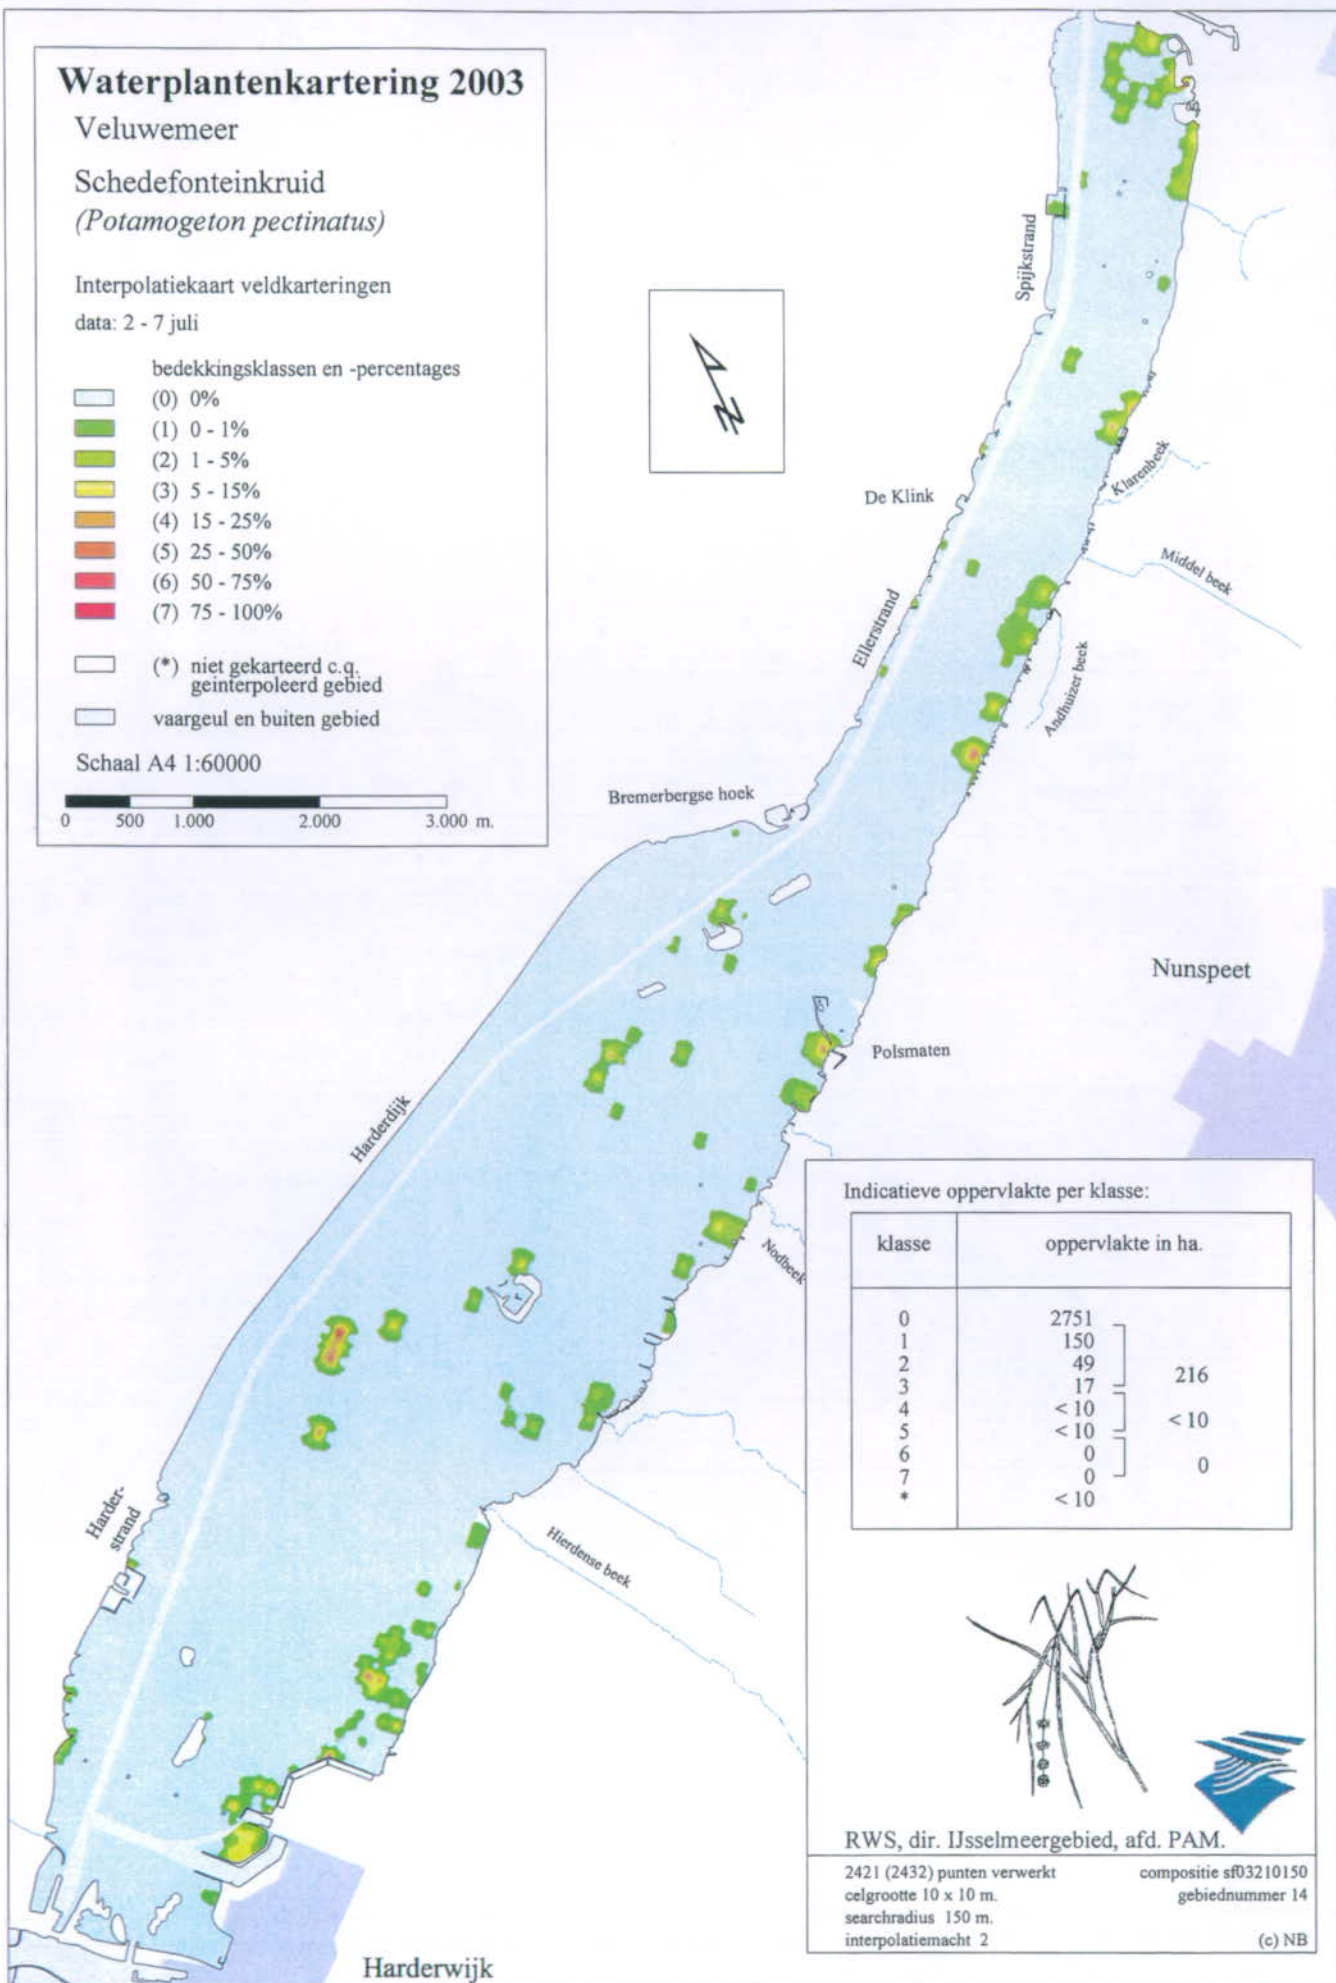 Waterplantenkartering 2003
Veluwemeer
Schedefonteinkruid
(Potamogeton pectinatus)
Interpolatiekaart veldkarteringen
data: 2 - 7 juli
bedekkingsklassen en -percentages
(0) 0%
(1) 0 - 1%
(2) 1 - 5%
(3) 5 - 15%
(4) 15 - 25%
(5) 25 - 50%
(6) 50 - 75%
(7) 75 - 100%
(*) niet gekarteerd c.q.
geinterpoleerd gebied
vaargeul en buiten gebied
Schaal A4 1:60000
0 500 1.000 2.000 3.000 m.
N
Spijkstrand
De Klink
Klarenbeek
Middel beek
Ellerstrand
Andhuizer beek
Bremerbergse hoek
Nunspeet
Polsmaten
Harderdijk
Nodbeek
Harder-
strand
Hierdense beek
Harderwijk
Indicatieve oppervlakte per klasse:
klasse oppervlakte in ha.
0 2751
1 150
2 49 216
3 17
4 < 10 < 10
5 < 10
6 0 0
7 0
* < 10
RWS, dir. IJsselmeergebied, afd. PAM.
2421 (2432) punten verwerkt compositie sf03210150
celgrootte 10 x 10 m. gebiednummer 14
searchradius 150 m.
interpolatiemacht 2 (c) NB